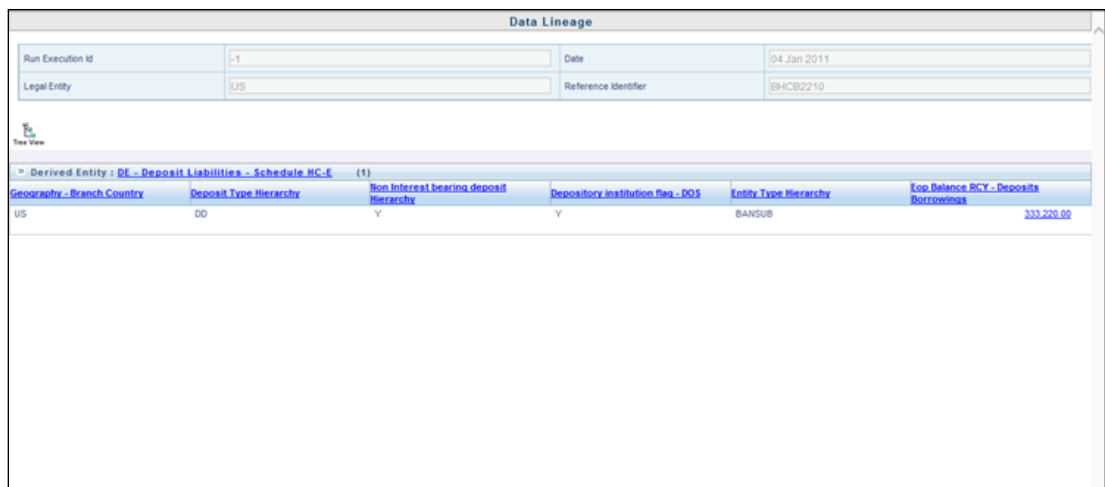 Data Lineage
Run Execution Id -1 Date 04 Jan 2011
Legal Entity US Reference Identifier BHCB2210
Tree View
» Derived Entity : DE - Deposit Liabilities - Schedule HC-E (1)
Geography - Branch Country Deposit Type Hierarchy Non Interest bearing deposit Hierarchy Depository institution flag - DOS Entity Type Hierarchy Eop Balance RCY - Deposits Borrowings
US DD Y Y BANSUB 333,220.00